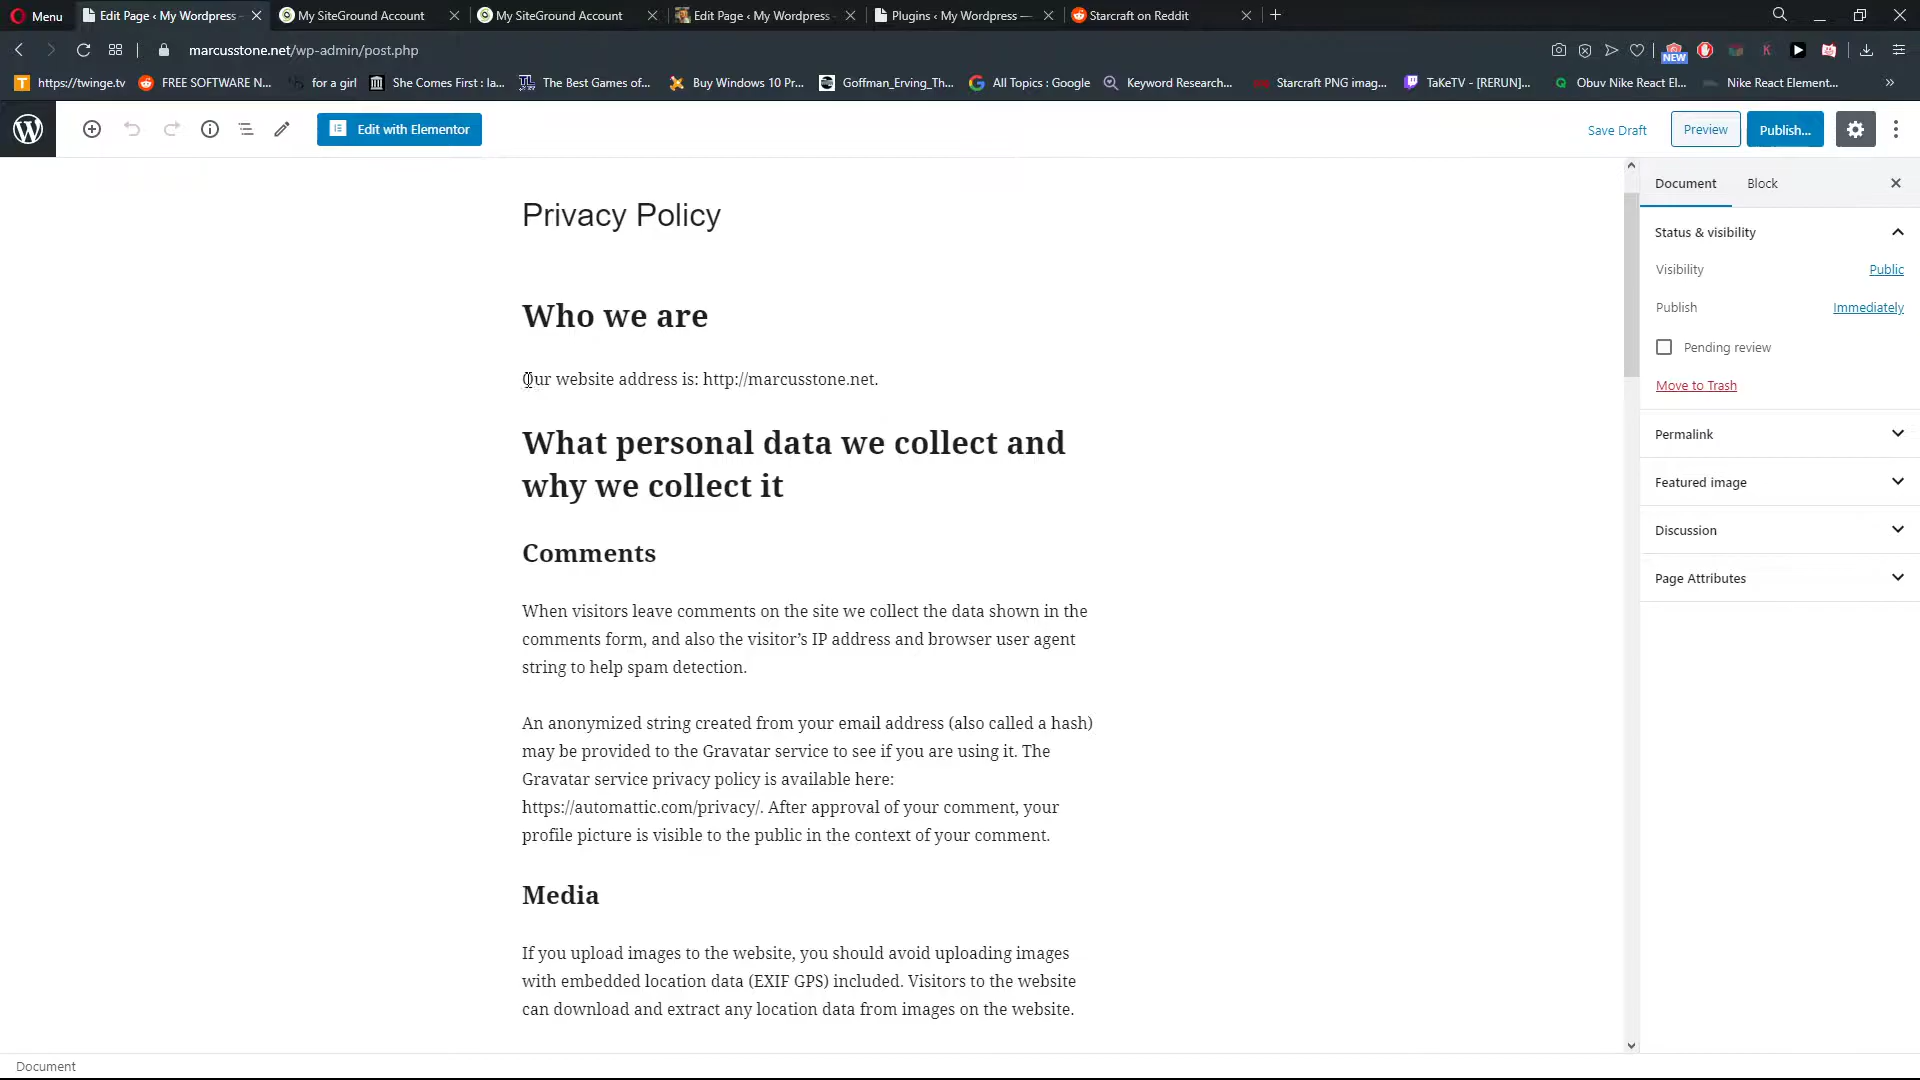 Menu
Edit Page ‹ My Wordpress -
My SiteGround Account
My SiteGround Account
Edit Page ‹ My Wordpress -
Plugins ‹ My Wordpress —
Starcraft on Reddit
marcusstone.net/wp-admin/post.php
NEW
https://twinge.tv
FREE SOFTWARE N...
for a girl
She Comes First : Ia...
The Best Games of...
Buy Windows 10 Pr...
Goffman_Erving_Th...
All Topics : Google
Keyword Research...
Starcraft PNG imag...
TaKeTV - [RERUN]...
Obuv Nike React El...
Nike React Element...
»
Edit with Elementor
Save Draft
Preview
Publish...
Privacy Policy
Who we are
Our website address is: http://marcusstone.net.
What personal data we collect and
why we collect it
Comments
When visitors leave comments on the site we collect the data shown in the
comments form, and also the visitor’s IP address and browser user agent
string to help spam detection.
An anonymized string created from your email address (also called a hash)
may be provided to the Gravatar service to see if you are using it. The
Gravatar service privacy policy is available here:
https://automattic.com/privacy/. After approval of your comment, your
profile picture is visible to the public in the context of your comment.
Media
If you upload images to the website, you should avoid uploading images
with embedded location data (EXIF GPS) included. Visitors to the website
can download and extract any location data from images on the website.
Document
Block
Status & visibility
Visibility
Public
Publish
Immediately
Pending review
Move to Trash
Permalink
Featured image
Discussion
Page Attributes
Document